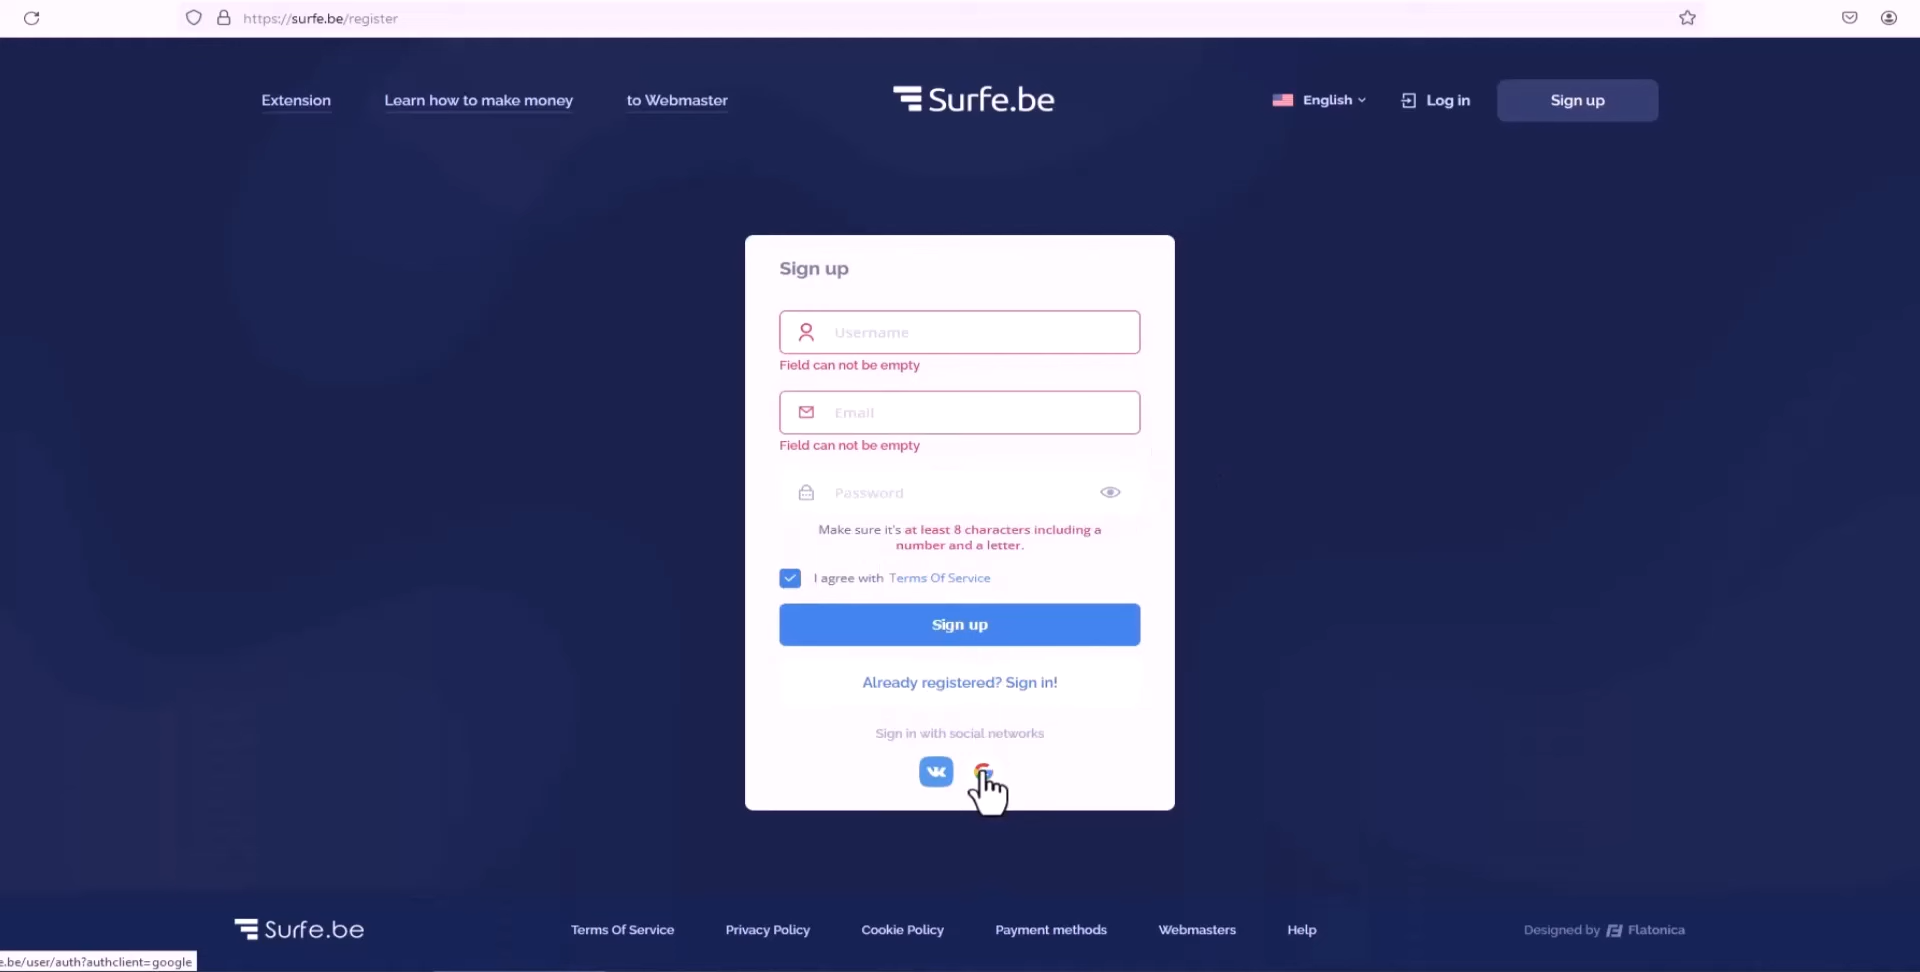 https://surfe.be/register
Extension
Learn how to make money
to Webmaster
Surfe.be
English
Log in
Sign up
Sign up
Username
Field can not be empty
Email
Field can not be empty
Password
Make sure it's at least 8 characters including a
number and a letter.
I agree with Terms Of Service
Sign up
Already registered? Sign in!
Sign in with social networks
Surfe.be
Terms Of Service
Privacy Policy
Cookie Policy
Payment methods
Webmasters
Help
Designed by Flatonica
e.be/user/auth?authclient=google